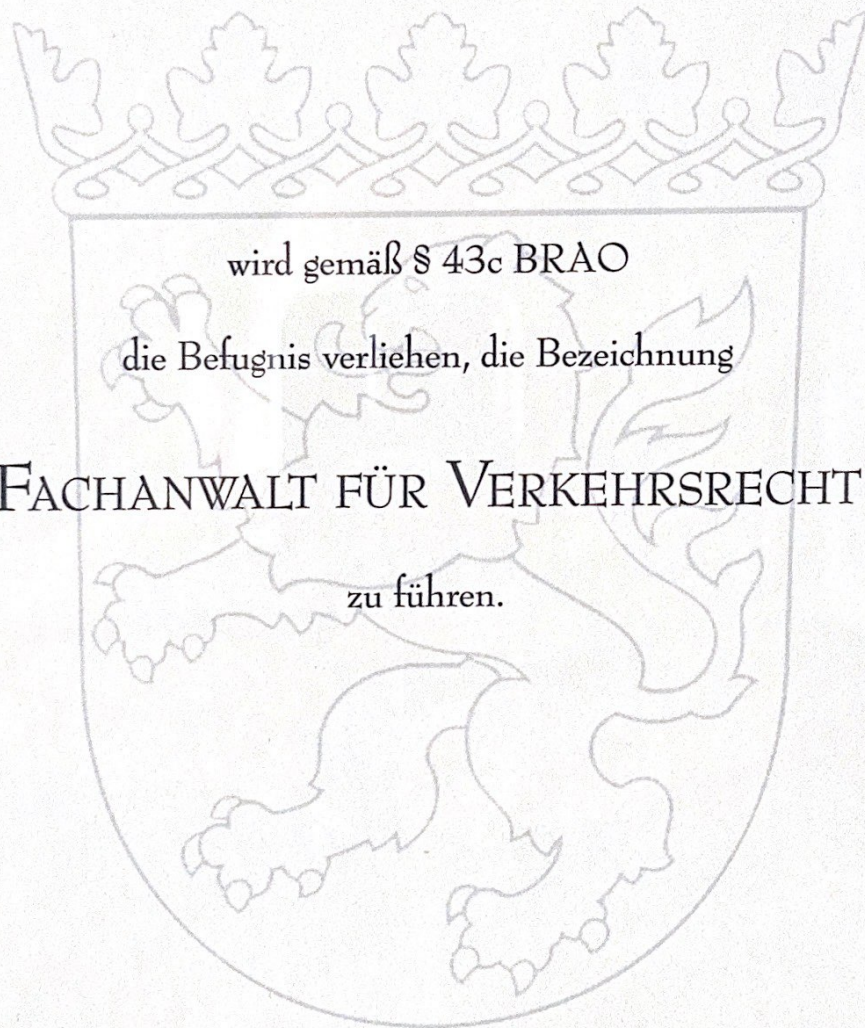 wird gemäß § 43c BRAO
die Befugnis verliehen, die Bezeichnung
FACHANWALT FÜR VERKEHRSRECHT
zu führen.